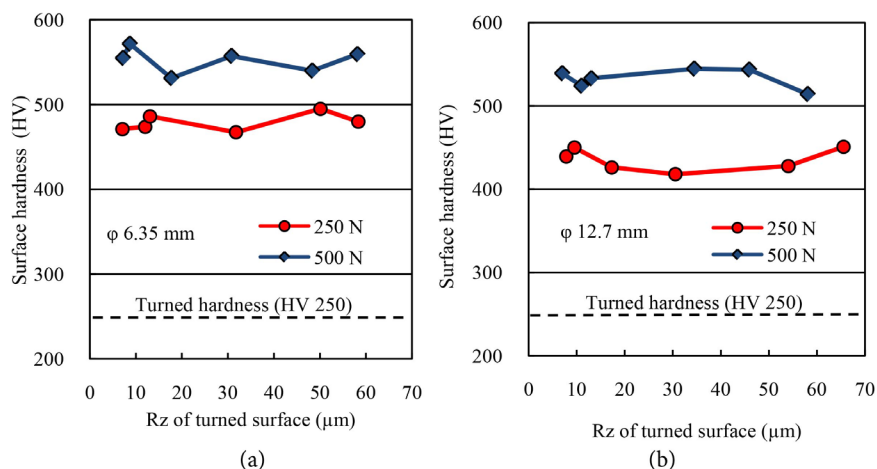 600
500
400
300
200
Surface hardness (HV)
φ 6.35 mm
250 N
500 N
Turned hardness (HV 250)
0 10 20 30 40 50 60 70
Rz of turned surface (µm)
(a)
600
500
400
300
200
Surface hardness (HV)
φ 12.7 mm
250 N
500 N
Turned hardness (HV 250)
0 10 20 30 40 50 60 70
Rz of turned surface (µm)
(b)